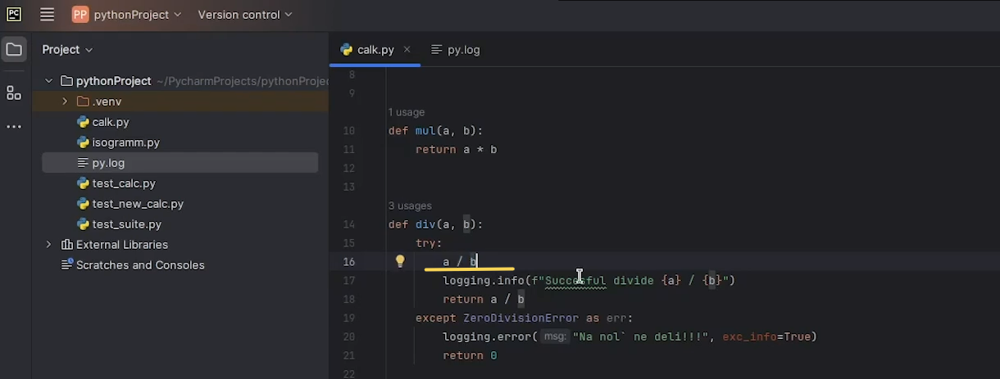 PC
PP pythonProject Version control
Project
calk.py × py.log
pythonProject ~/PycharmProjects/pythonProjec
.venv
calk.py
isogramm.py
py.log
test_calc.py
test_new_calc.py
test_suite.py
External Libraries
Scratches and Consoles
8
9
1 usage
10 def mul(a, b):
11 return a * b
12
13
3 usages
14 def div(a, b):
15 try:
16 a / b
17 logging.info(f"Succesful divide {a} / {b}")
18 return a / b
19 except ZeroDivisionError as err:
20 logging.error( msg: "Na nol` ne deli!!!", exc_info=True)
21 return 0
22